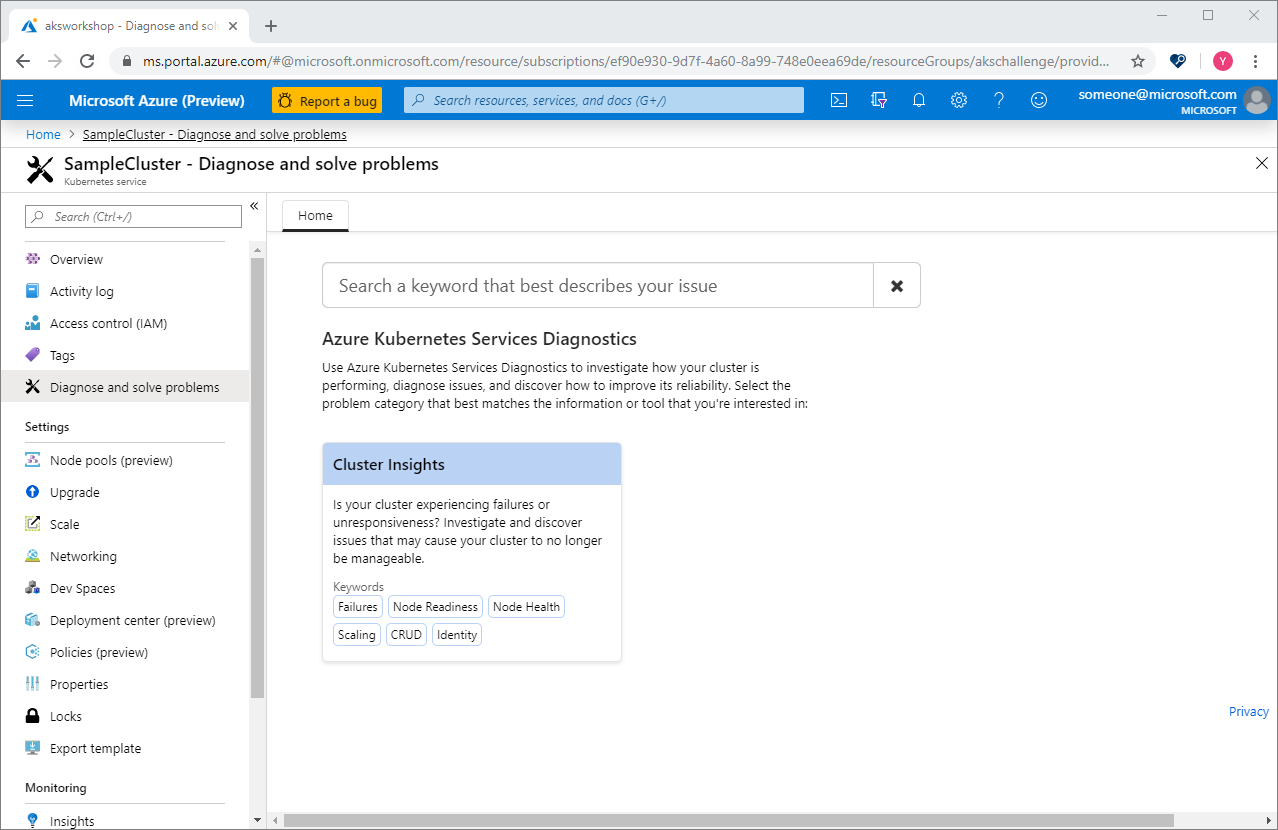 aksworkshop - Diagnose and sol
ms.portal.azure.com/#@microsoft.onmicrosoft.com/resource/subscriptions/ef90e930-9d7f-4a60-8a99-748e0eea69de/resourceGroups/akschallenge/provid...
Y
Microsoft Azure (Preview)
Report a bug
Search resources, services, and docs (G+/)
someone@microsoft.com
MICROSOFT
Home > SampleCluster - Diagnose and solve problems
SampleCluster - Diagnose and solve problems
Kubernetes service
Search (Ctrl+/)
«
Overview
Activity log
Access control (IAM)
Tags
Diagnose and solve problems
Settings
Node pools (preview)
Upgrade
Scale
Networking
Dev Spaces
Deployment center (preview)
Policies (preview)
Properties
Locks
Export template
Monitoring
Insights
Home
Search a keyword that best describes your issue
Azure Kubernetes Services Diagnostics
Use Azure Kubernetes Services Diagnostics to investigate how your cluster is
performing, diagnose issues, and discover how to improve its reliability. Select the
problem category that best matches the information or tool that you're interested in:
Cluster Insights
Is your cluster experiencing failures or
unresponsiveness? Investigate and discover
issues that may cause your cluster to no longer
be manageable.
Keywords
Failures Node Readiness Node Health
Scaling CRUD Identity
Privacy